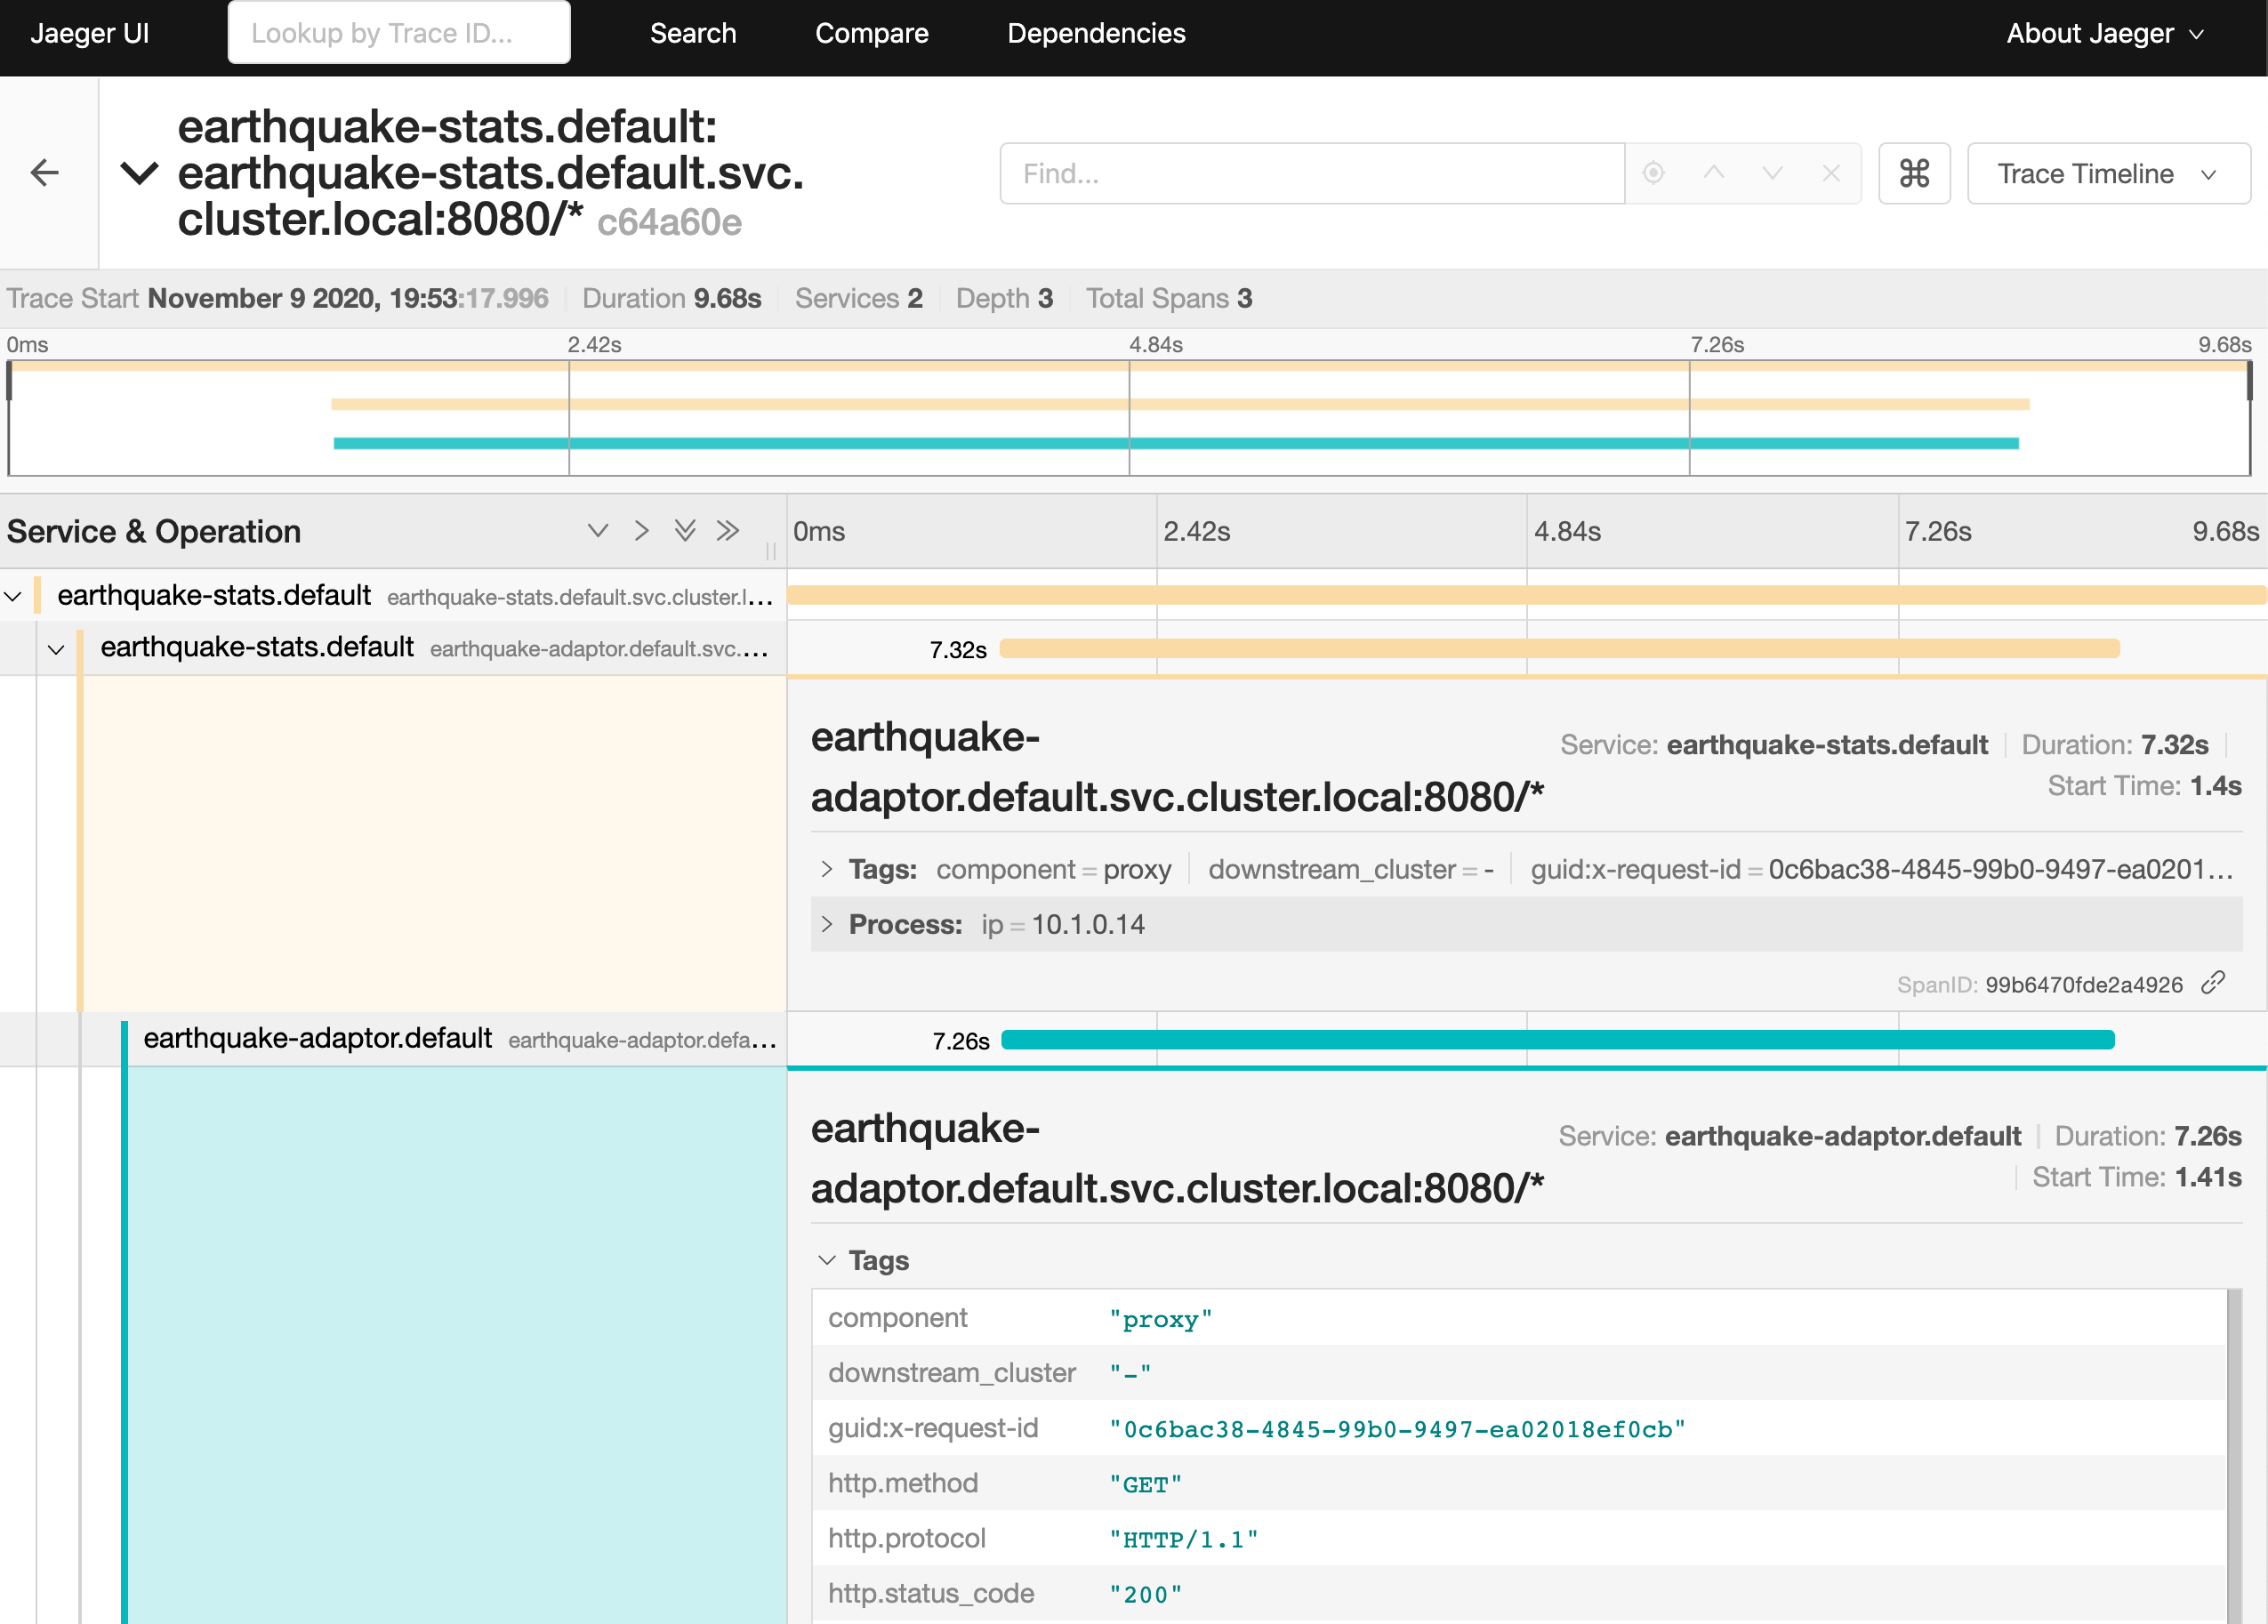 Jaeger UI Lookup by Trace ID... Search Compare Dependencies About Jaeger
earthquake-stats.default:
earthquake-stats.default.svc.
cluster.local:8080/* c64a60e
Find...
Trace Timeline
Trace Start November 9 2020, 19:53:17.996 Duration 9.68s Services 2 Depth 3 Total Spans 3
0ms 2.42s 4.84s 7.26s 9.68s
Service & Operation 0ms 2.42s 4.84s 7.26s 9.68s
earthquake-stats.default earthquake-stats.default.svc.cluster.l...
earthquake-stats.default earthquake-adaptor.default.svc.... 7.32s
earthquake-
adaptor.default.svc.cluster.local:8080/*
Service: earthquake-stats.default Duration: 7.32s
Start Time: 1.4s
Tags: component = proxy downstream_cluster = - guid:x-request-id = 0c6bac38-4845-99b0-9497-ea0201...
Process: ip = 10.1.0.14
SpanID: 99b6470fde2a4926
earthquake-adaptor.default earthquake-adaptor.defa... 7.26s
earthquake-
adaptor.default.svc.cluster.local:8080/*
Service: earthquake-adaptor.default Duration: 7.26s
Start Time: 1.41s
Tags
component "proxy"
downstream_cluster "-"
guid:x-request-id "0c6bac38-4845-99b0-9497-ea02018ef0cb"
http.method "GET"
http.protocol "HTTP/1.1"
http.status_code "200"